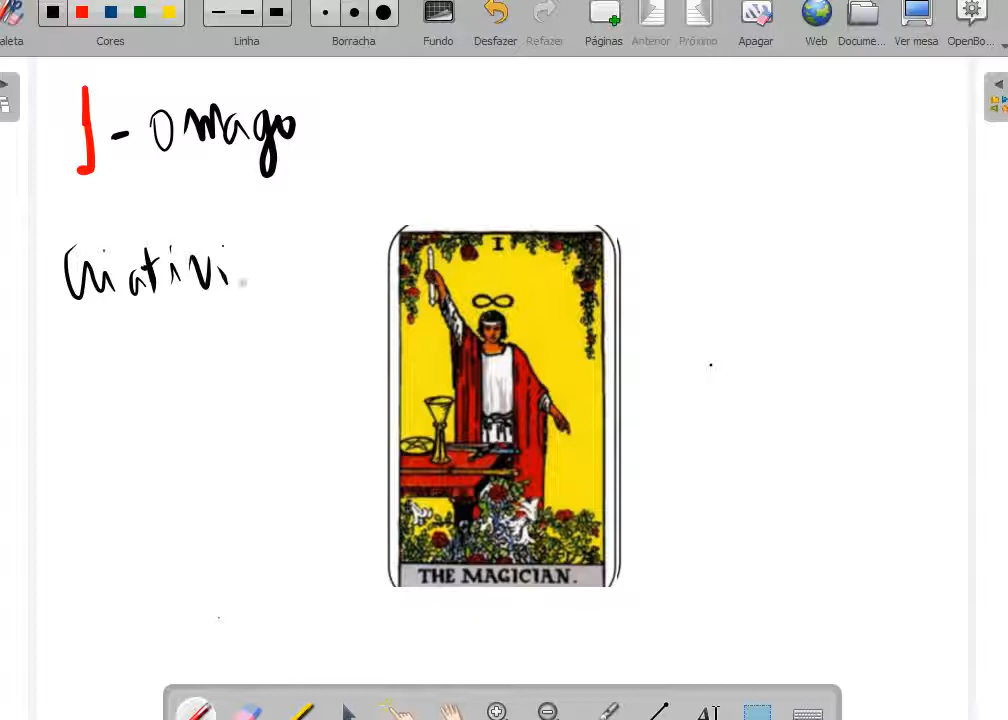 aleta
Cores
Linha
Borracha
Fundo
Desfazer
Refazer
Páginas
Anterior
Próximo
Apagar
Web
Docume...
Ver mesa
OpenBo...
1 - O mago
Criativi
I
THE MAGICIAN.